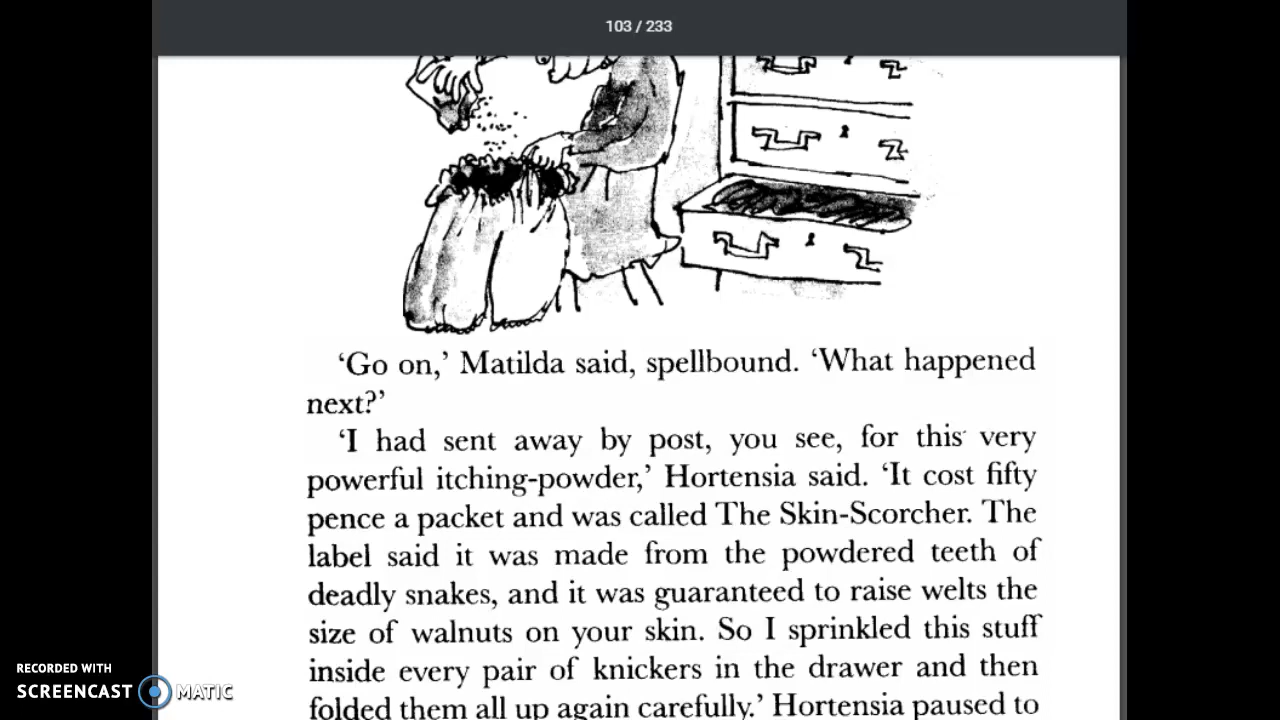 103 / 233
‘Go on,’ Matilda said, spellbound. ‘What happened
next?’
‘I had sent away by post, you see, for this very
powerful itching-powder,’ Hortensia said. ‘It cost fifty
pence a packet and was called The Skin-Scorcher. The
label said it was made from the powdered teeth of
deadly snakes, and it was guaranteed to raise welts the
size of walnuts on your skin. So I sprinkled this stuff
inside every pair of knickers in the drawer and then
folded them all up again carefully.’ Hortensia paused to
RECORDED WITH
SCREENCAST MATIC